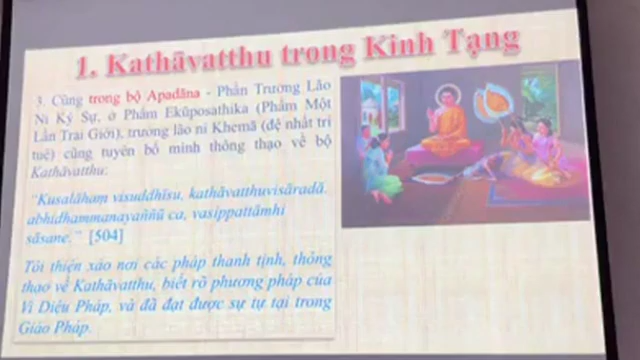 1. Kathāvatthu trong Kinh Tạng
3. Cũng trong bộ Apadāna - Phần Trưởng Lão
Ni Ký Sự, ở Phẩm Ekūposathika (Phẩm Một
Lần Trai Giới), trưởng lão ni Khemā (đệ nhất trí
tuệ) cũng tuyên bố mình thông thạo về bộ
Kathāvatthu:
“Kusalāhaṃ visuddhīsu, kathāvatthuvisāradā.
abhidhammanayaññū ca, vasippattāmhi
sāsane.” [504]
Tôi thiện xảo nơi các pháp thanh tịnh, thông
thạo về Kathāvatthu, biết rõ phương pháp của
Vi Diệu Pháp, và đã đạt được sự tự tại trong
Giáo Pháp.